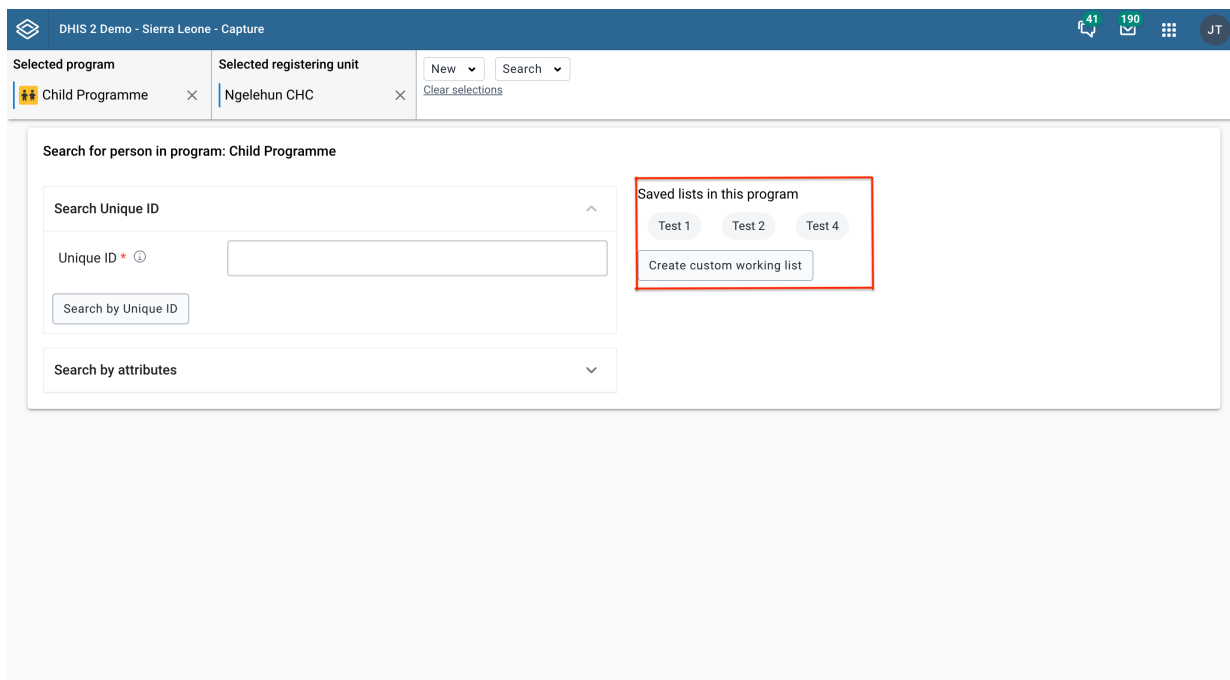 DHIS 2 Demo - Sierra Leone - Capture
41
190
JT
Selected program
Child Programme
Selected registering unit
Ngelehun CHC
New
Search
Clear selections
Search for person in program: Child Programme
Search Unique ID
Unique ID *
Search by Unique ID
Search by attributes
Saved lists in this program
Test 1 Test 2 Test 4
Create custom working list